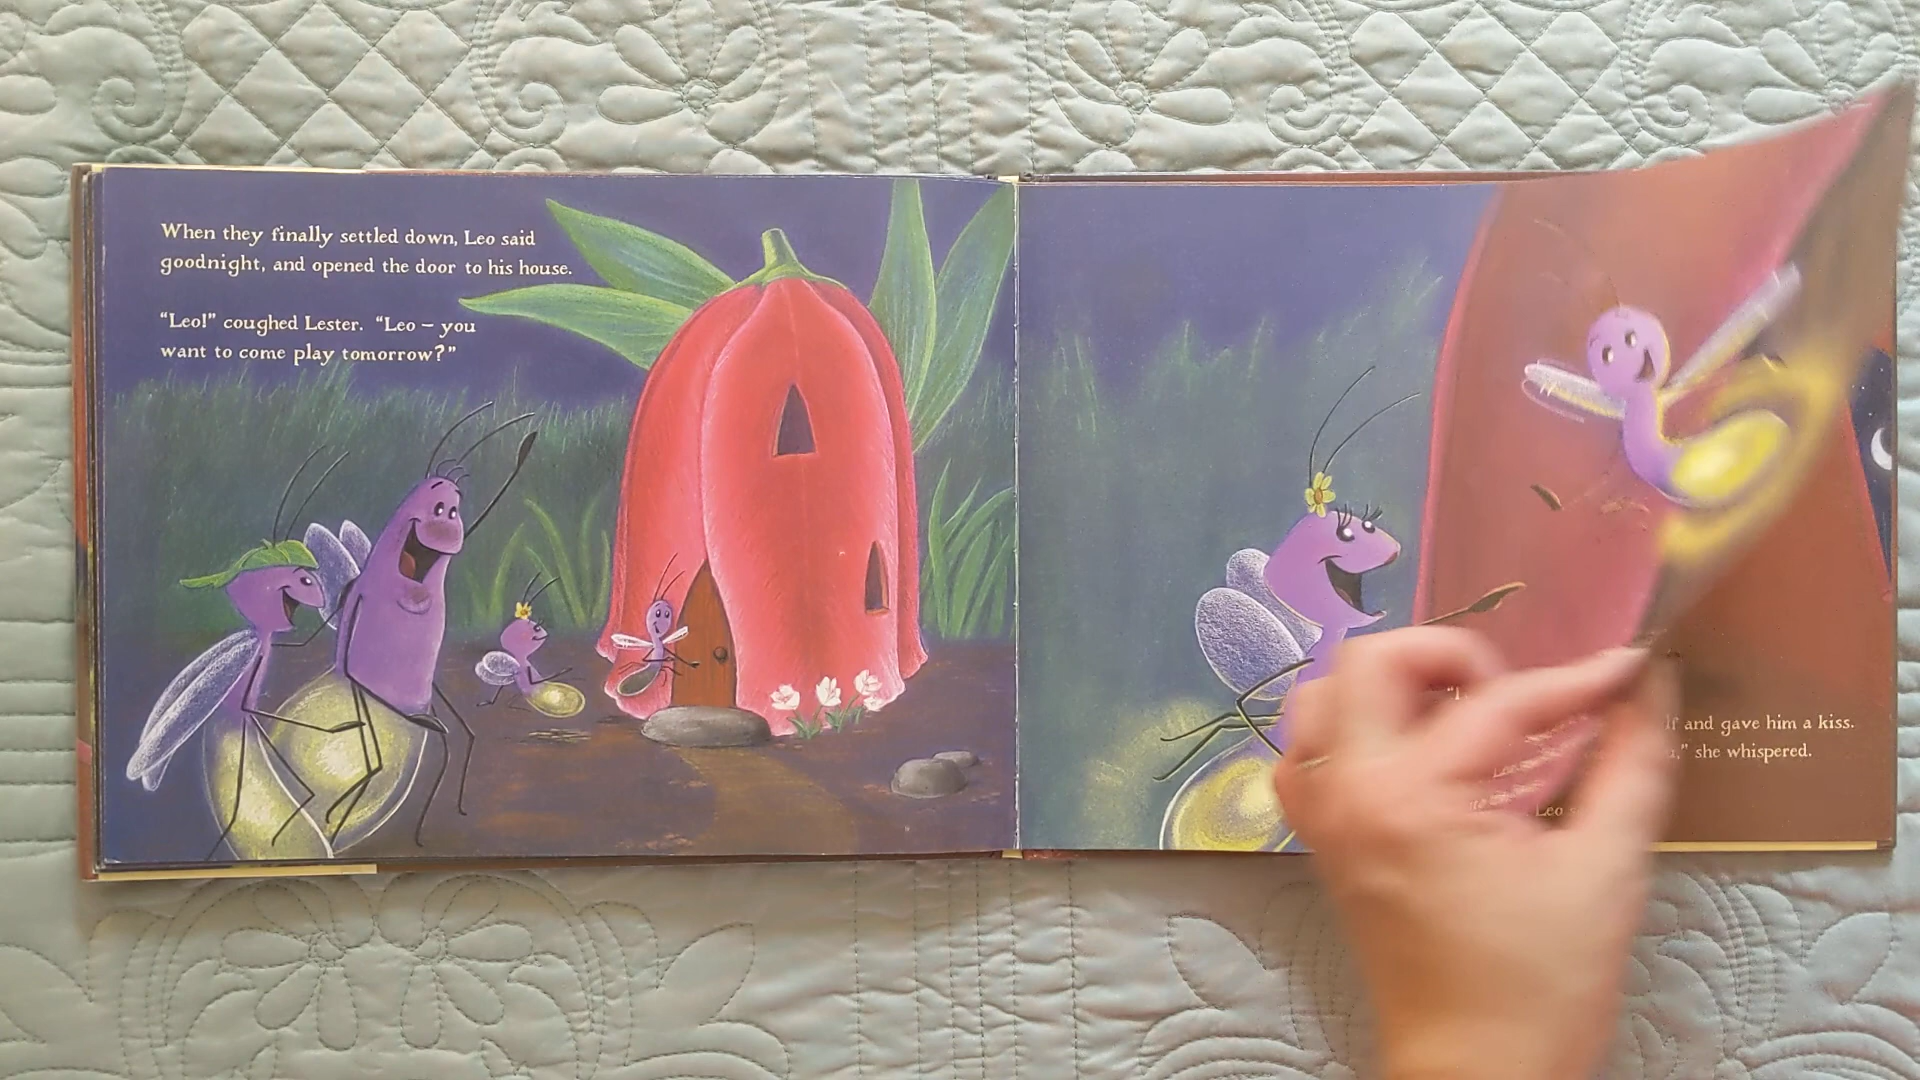 When they finally settled down, Leo said
goodnight, and opened the door to his house.
“Leo!” coughed Lester. “Leo – you
want to come play tomorrow?”
and gave him a kiss.
she whispered.
Leo